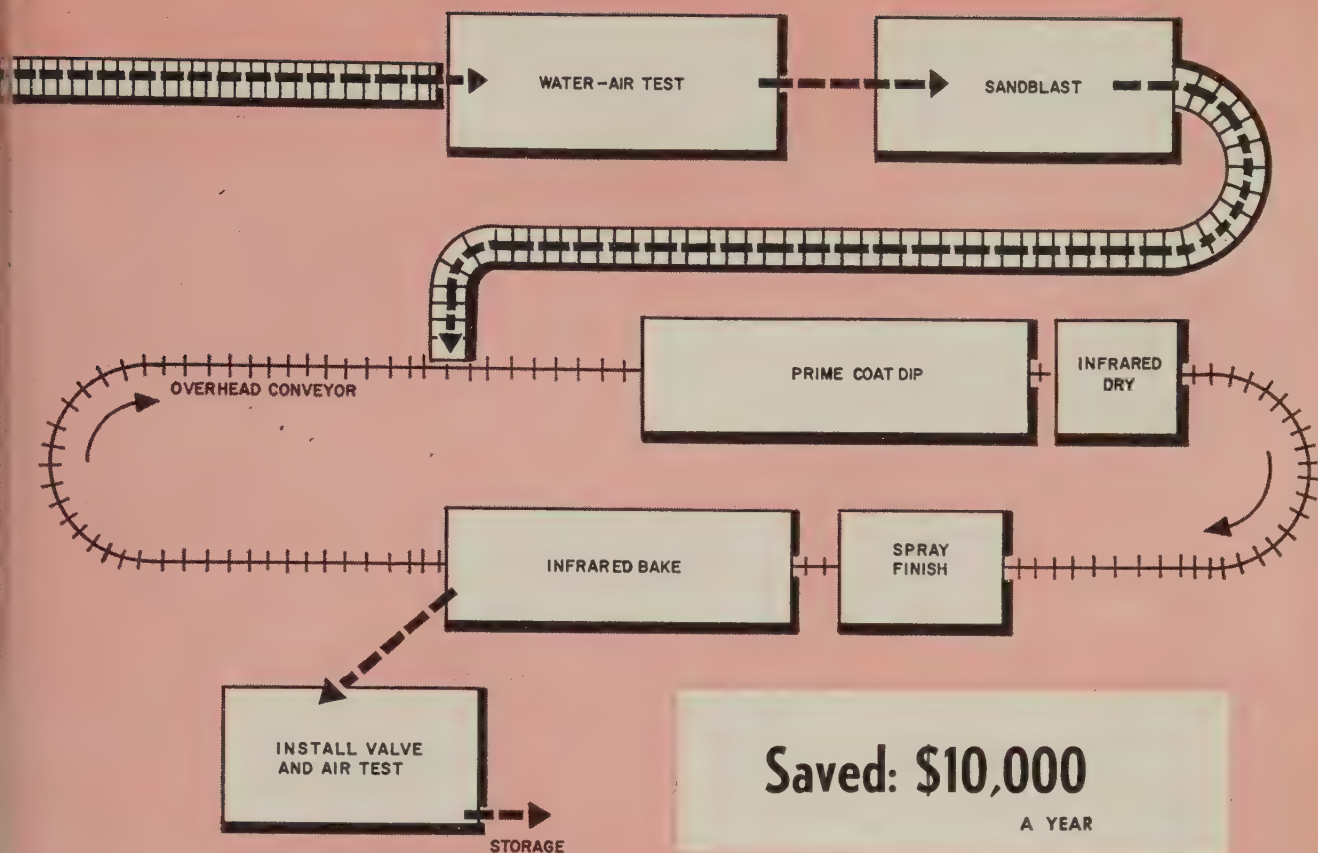 WATER-AIR TEST
SANDBLAST
OVERHEAD CONVEYOR
PRIME COAT DIP
INFRARED
DRY
INFRARED BAKE
SPRAY
FINISH
INSTALL VALVE
AND AIR TEST
STORAGE
Saved: $10,000
A YEAR